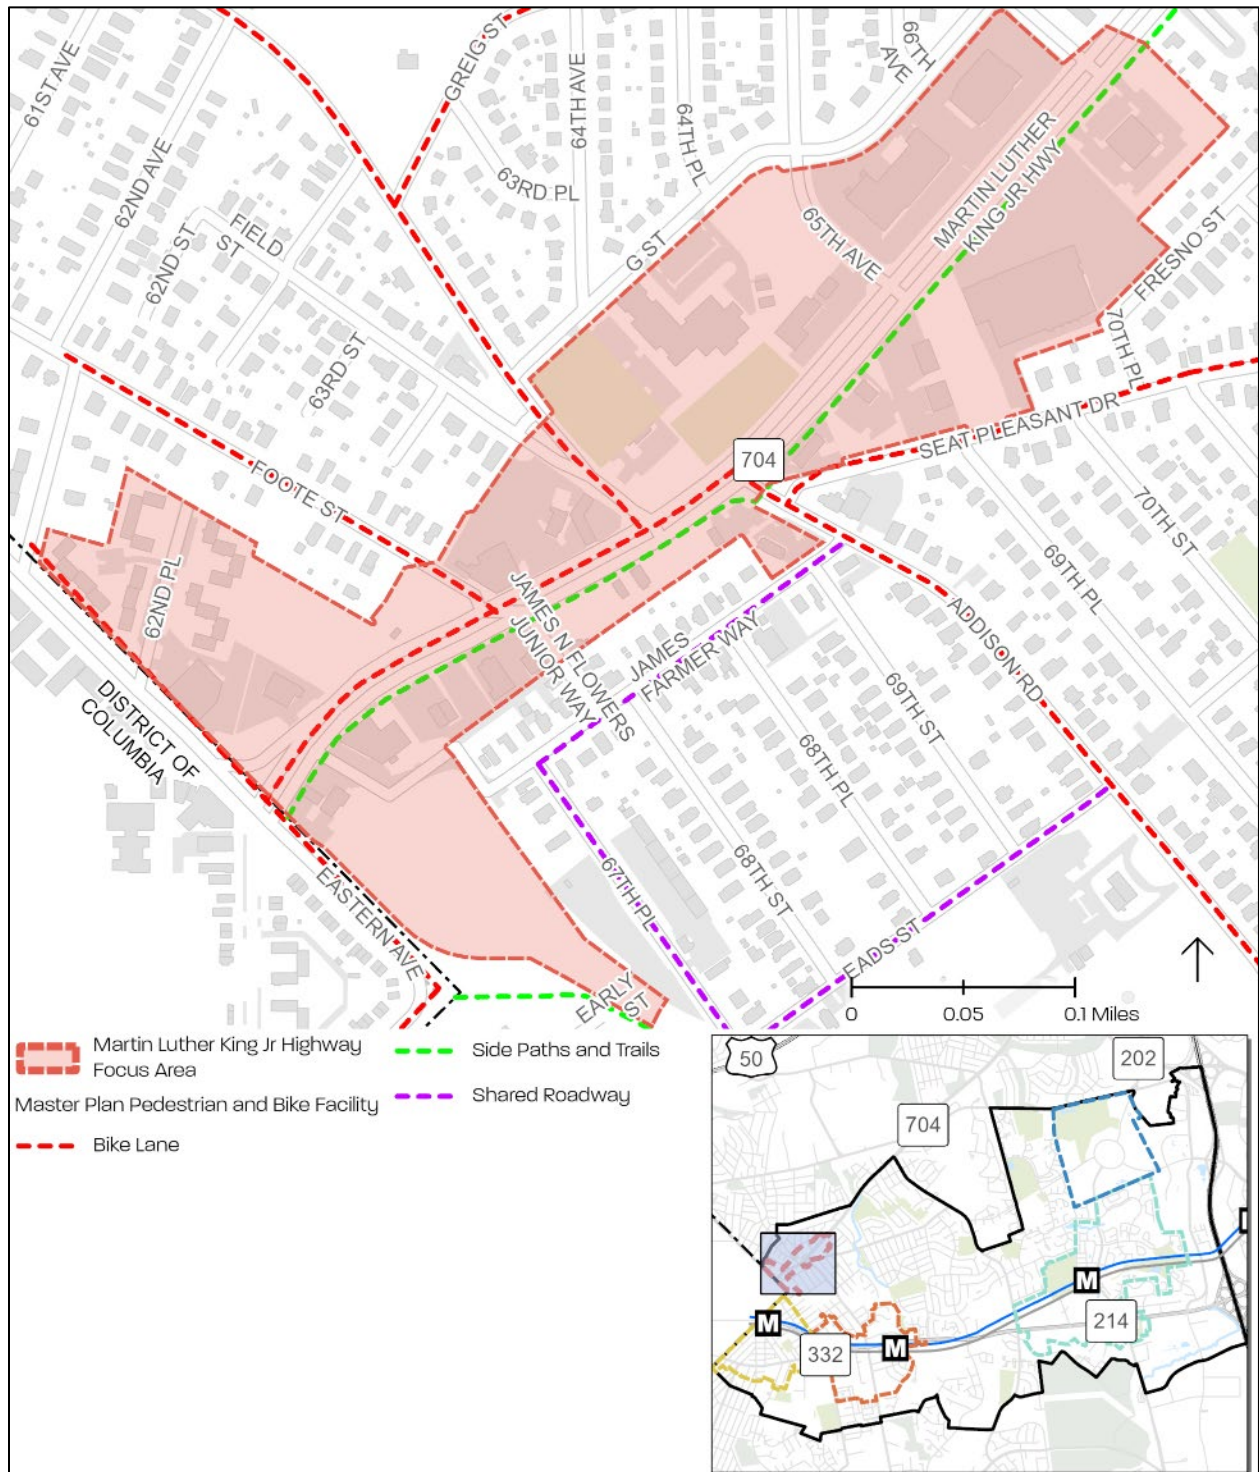 GREIG ST
66TH
AVE
61ST AVE
64TH AVE
62ND AVE
64TH PL
63RD PL
MARTIN LUTHER
KING JR HWY
FIELD
ST
62ND ST
G ST
65TH AVE
FRESNO ST
63RD ST
70TH PL
SEAT PLEASANT DR
704
FOOTE ST
70TH ST
69TH PL
62ND PL
JAMES N FLOWERS
JUNIOR WAY
JAMES
FARMER WAY
ADDISON RD
69TH ST
DISTRICT OF
COLUMBIA
68TH PL
68TH ST
67TH PL
EASTERN AVE
EADS ST
EARLY
ST
0 0.05 0.1 Miles
Martin Luther King Jr Highway
Focus Area
Master Plan Pedestrian and Bike Facility
Bike Lane
Side Paths and Trails
Shared Roadway
50
202
704
M
214
M
332
M